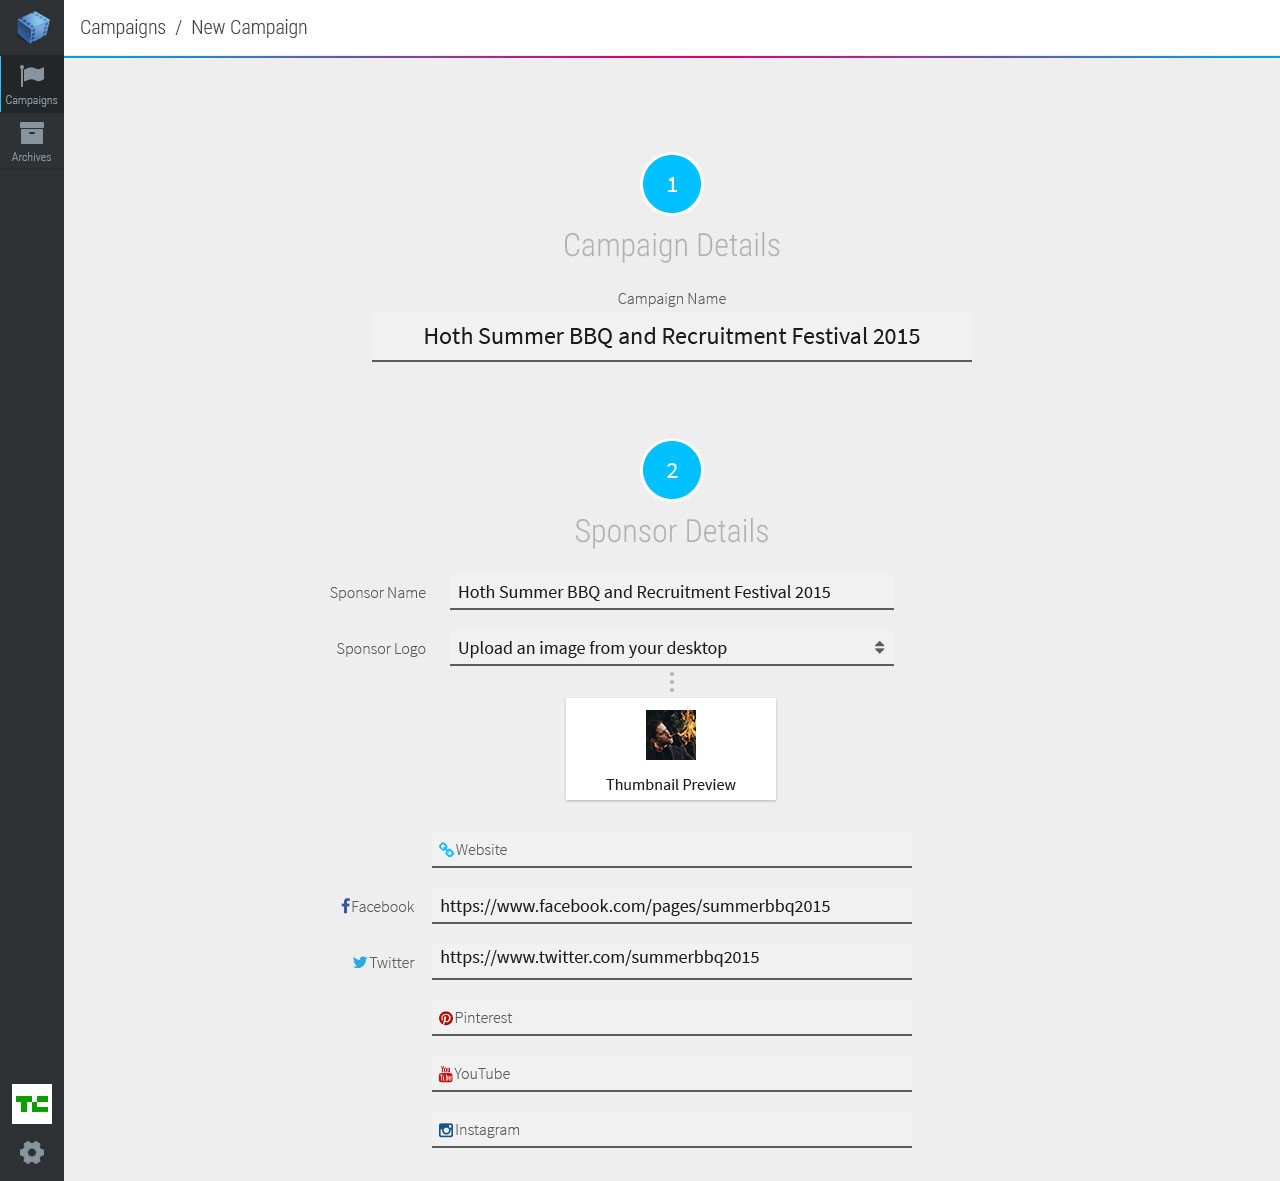 Campaigns / New Campaign
Campaigns
Archives
1
Campaign Details
Campaign Name
Hoth Summer BBQ and Recruitment Festival 2015
2
Sponsor Details
Sponsor Name
Hoth Summer BBQ and Recruitment Festival 2015
Sponsor Logo
Upload an image from your desktop
Thumbnail Preview
Website
Facebook
https://www.facebook.com/pages/summerbbq2015
Twitter
https://www.twitter.com/summerbbq2015
Pinterest
You
Tube
YouTube
Instagram
TC